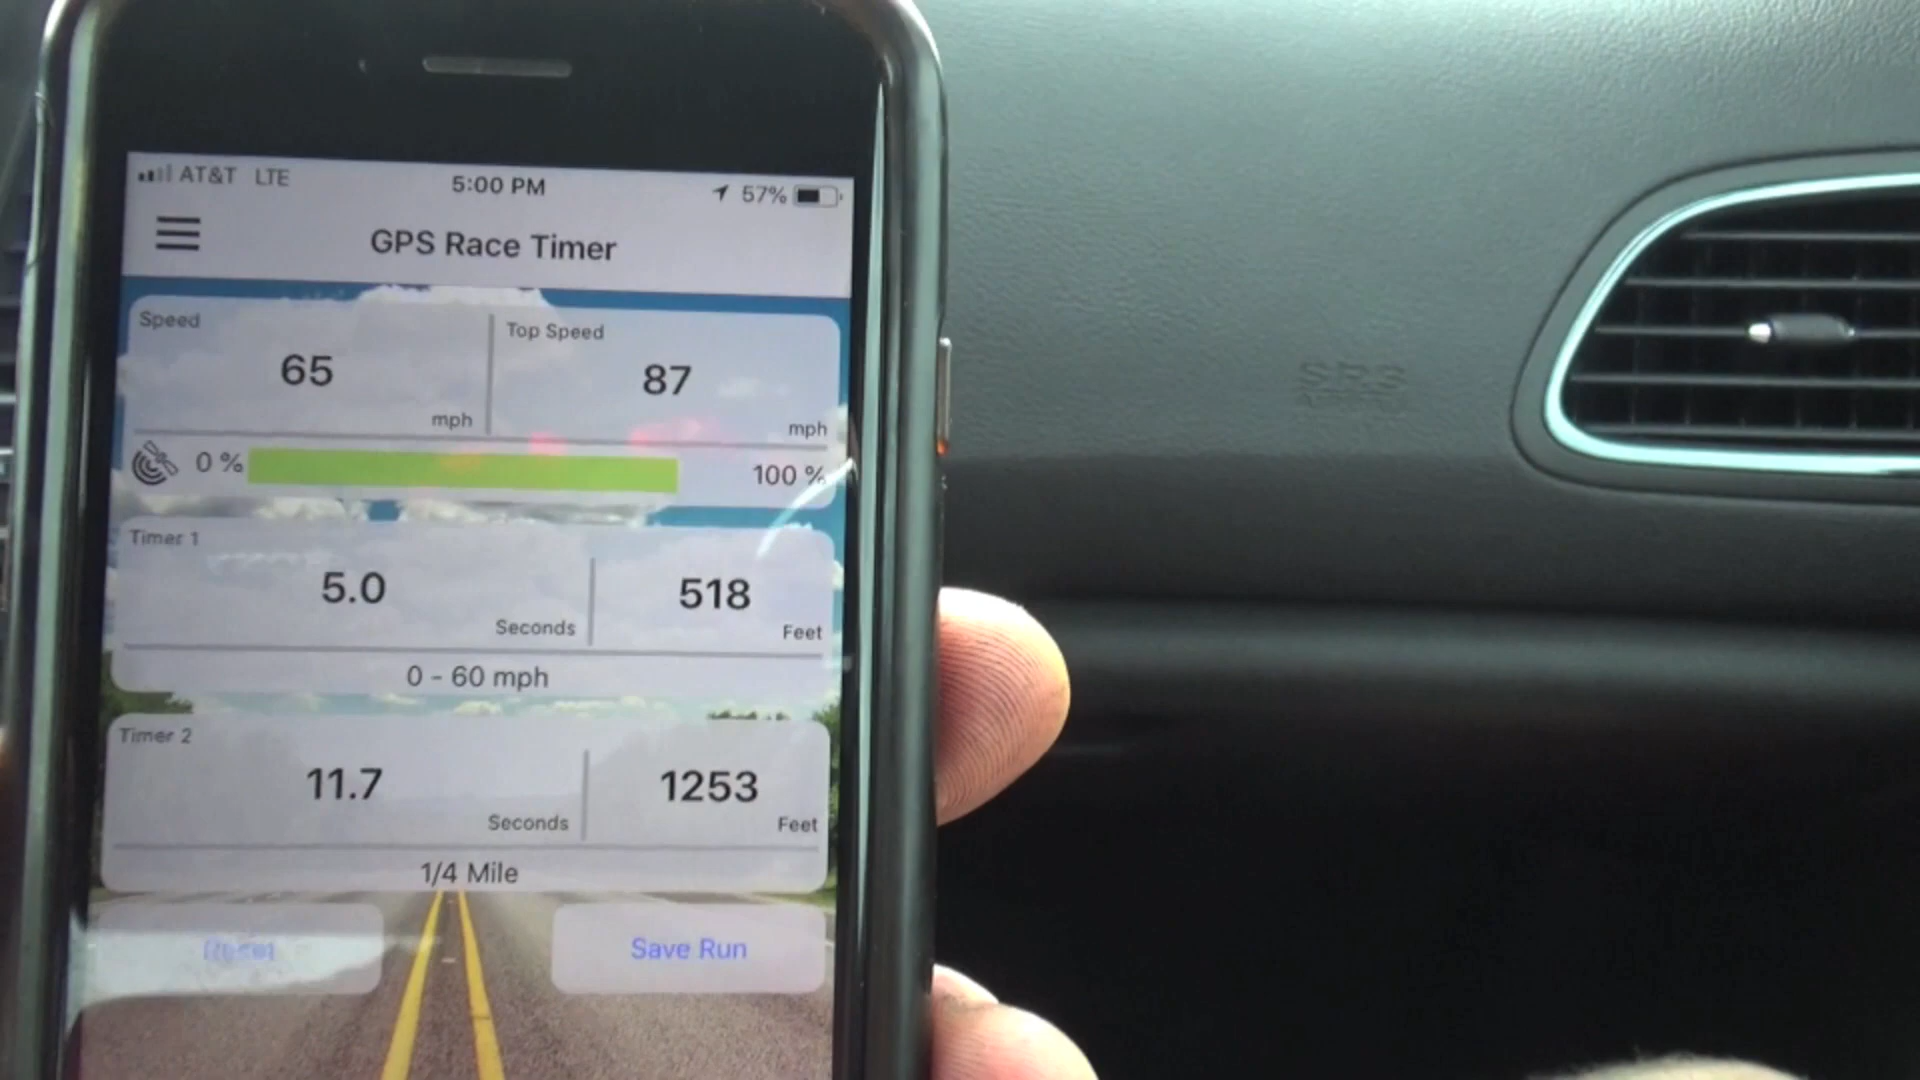 AT&T LTE 5:00 PM 57%
GPS Race Timer
Speed Top Speed
65 87
mph mph
0 % 100 %
Timer 1
5.0 518
Seconds Feet
0 - 60 mph
Timer 2
11.7 1253
Seconds Feet
1/4 Mile
Reset Save Run
SRS